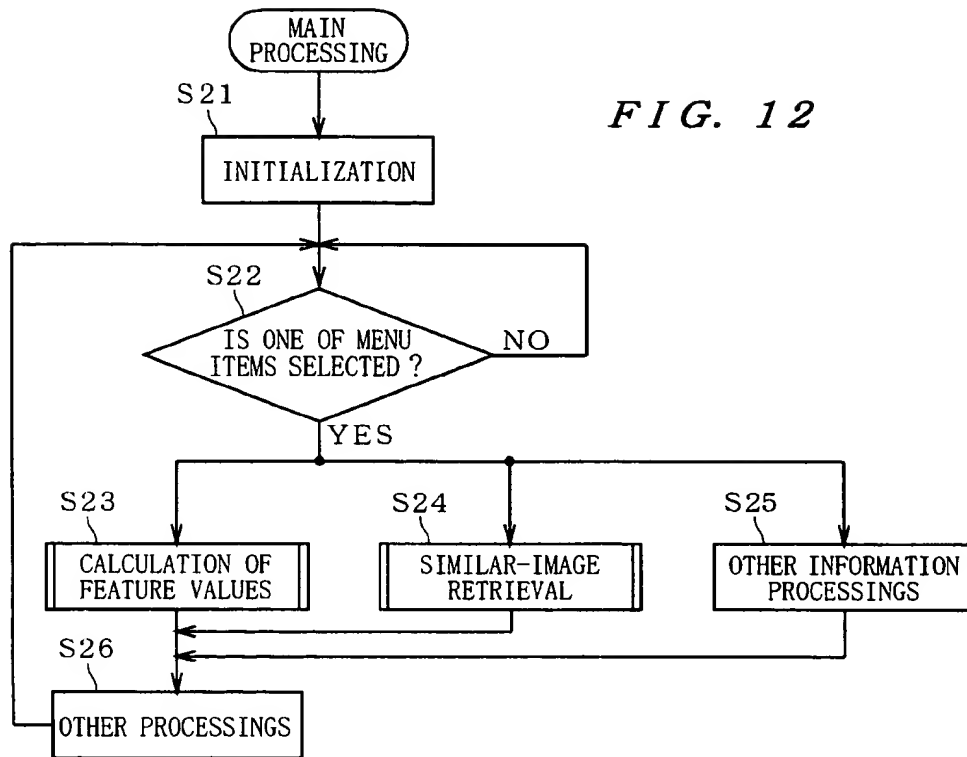 MAIN
PROCESSING
FIG. 12
S21
INITIALIZATION
S22
IS ONE OF MENU
ITEMS SELECTED ?
NO
YES
S23
CALCULATION OF
FEATURE VALUES
S24
SIMILAR-IMAGE
RETRIEVAL
S25
OTHER INFORMATION
PROCESSINGS
S26
OTHER PROCESSINGS